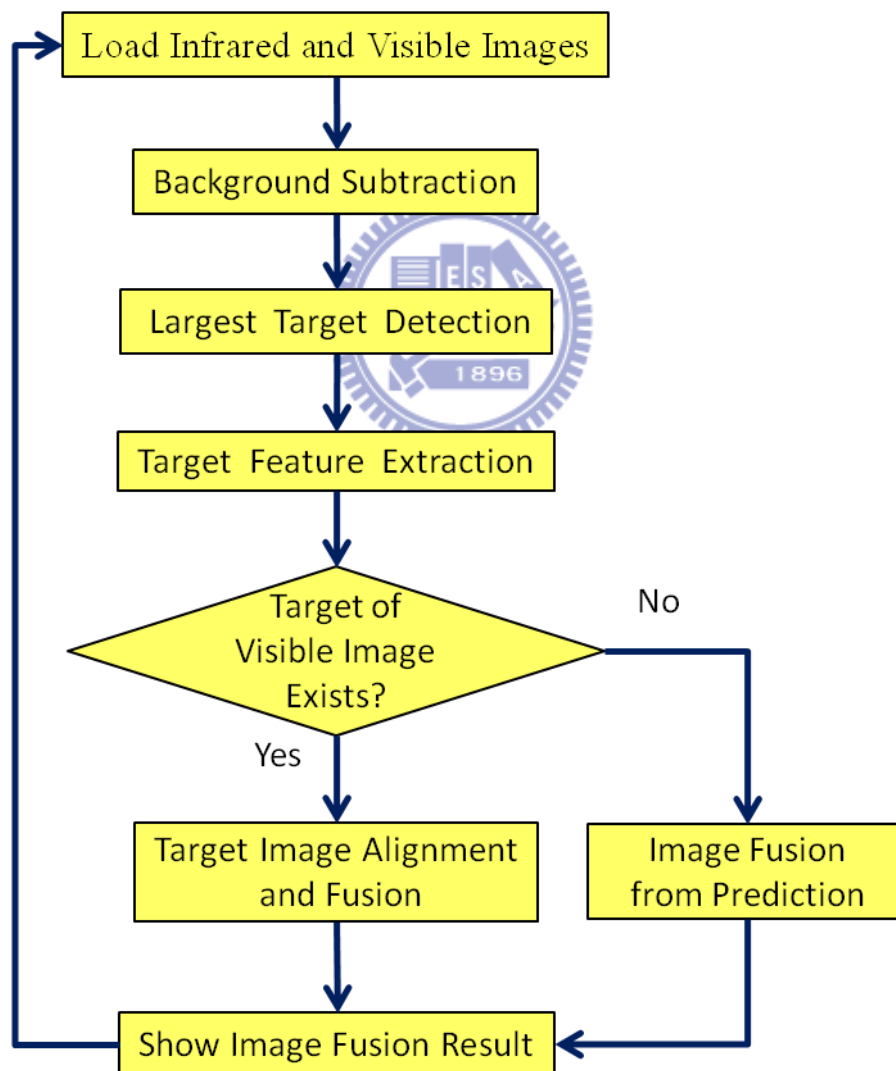 Load Infrared and Visible Images
Background Subtraction
E S A
Largest Target Detection
1896
Target Feature Extraction
Target of
Visible Image
Exists?
No
Yes
Target Image Alignment
and Fusion
Image Fusion
from Prediction
Show Image Fusion Result